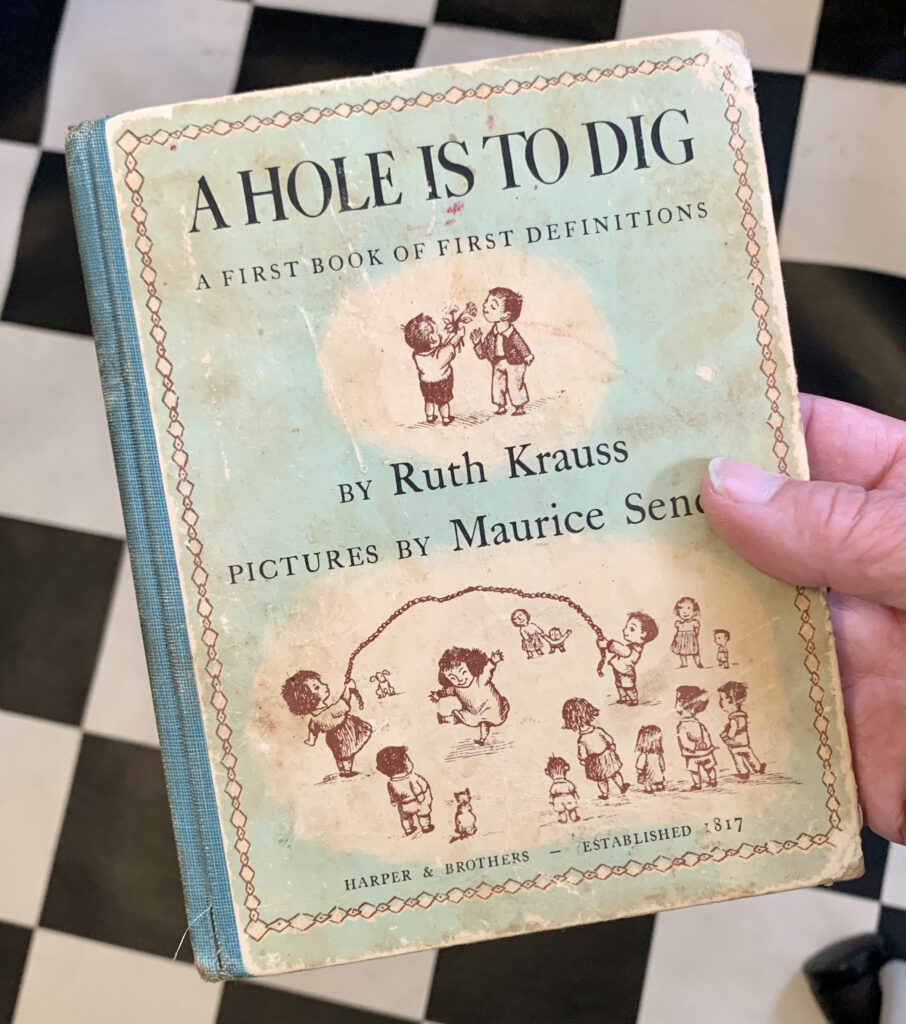 A HOLE IS TO DIG
A FIRST BOOK OF FIRST DEFINITIONS
BY Ruth Krauss
PICTURES BY Maurice
HARPER & BROTHERS — ESTABLISHED 1817